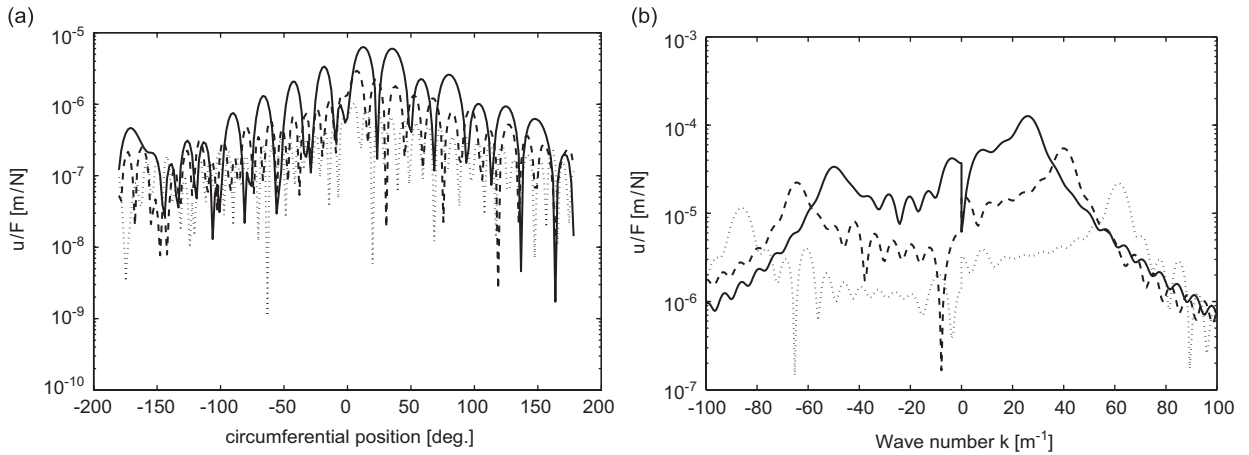 (a)
10⁻⁵
10⁻⁶
10⁻⁷
10⁻⁸
10⁻⁹
10⁻¹⁰
u/F [m/N]
-200 -150 -100 -50 0 50 100 150 200
circumferential position [deg.]
(b)
10⁻³
10⁻⁴
10⁻⁵
10⁻⁶
10⁻⁷
u/F [m/N]
-100 -80 -60 -40 -20 0 20 40 60 80 100
Wave number k [m⁻¹]